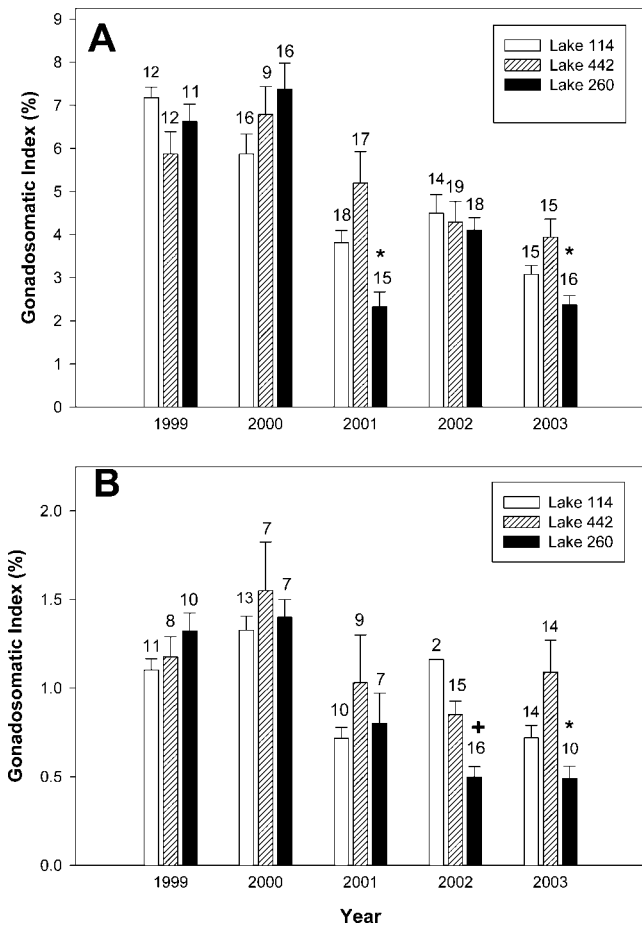 A
Gonadosomatic Index (%)
9
8
7
6
5
4
3
2
1
0
Lake 114
Lake 442
Lake 260
12 12 11
16 9 16
18 17 * 15
14 19 18
15 15 * 16
1999 2000 2001 2002 2003
B
Gonadosomatic Index (%)
2.0
1.5
1.0
0.5
0.0
Lake 114
Lake 442
Lake 260
11 8 10
13 7 7
10 9 7
2 15 + 16
14 14 * 10
1999 2000 2001 2002 2003
Year